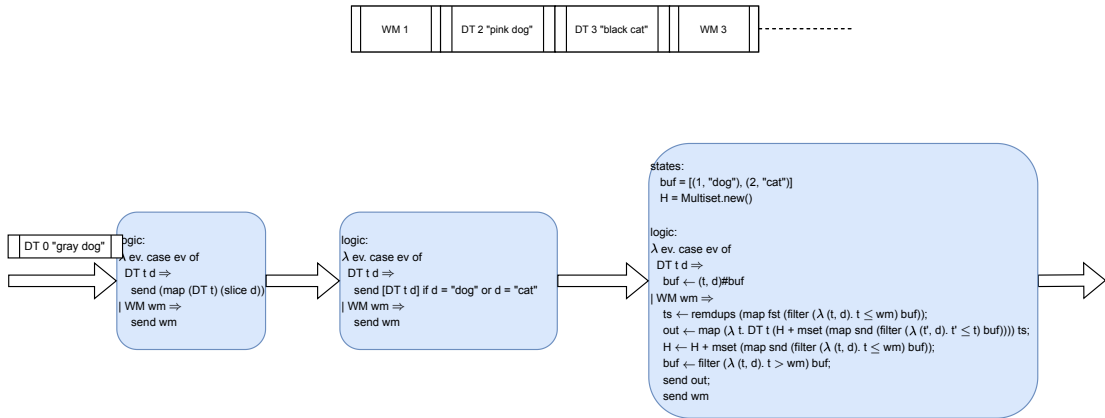 WM 1
DT 2 "pink dog"
DT 3 "black cat"
WM 3
DT 0 "gray dog"
logic:
λ ev. case ev of
DT t d ⇒
send (map (DT t) (slice d))
| WM wm ⇒
send wm
logic:
λ ev. case ev of
DT t d ⇒
send [DT t d] if d = "dog" or d = "cat"
| WM wm ⇒
send wm
states:
buf = [(1, "dog"), (2, "cat")]
H = Multiset.new()
logic:
λ ev. case ev of
DT t d ⇒
buf ← (t, d)#buf
| WM wm ⇒
ts ← remdups (map fst (filter (λ (t, d). t ≤ wm) buf));
out ← map (λ t. DT t (H + mset (map snd (filter (λ (t', d). t' ≤ t) buf)))) ts;
H ← H + mset (map snd (filter (λ (t, d). t ≤ wm) buf));
buf ← filter (λ (t, d). t > wm) buf;
send out;
send wm